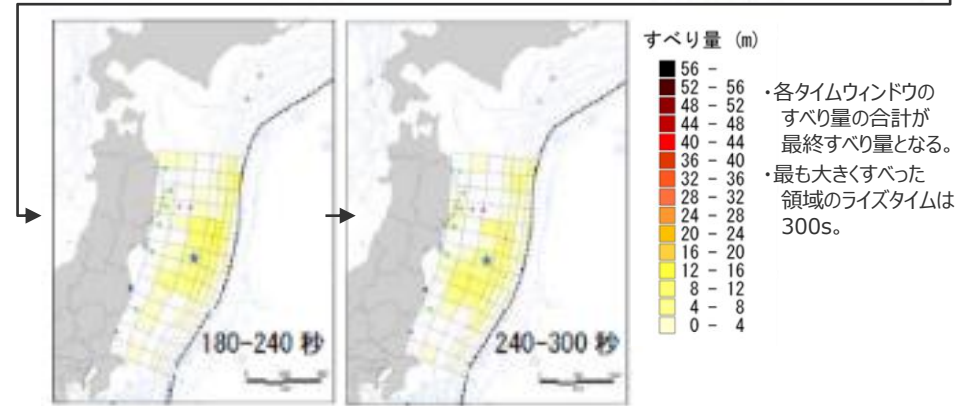 すべり量 (m)
56 -
52 - 56
48 - 52
44 - 48
40 - 44
36 - 40
32 - 36
28 - 32
24 - 28
20 - 24
16 - 20
12 - 16
8 - 12
4 - 8
0 - 4
・各タイムウィンドウの
すべり量の合計が
最終すべり量となる。
・最も大きくすべった
領域のライズタイムは
300s。
180-240 秒
240-300 秒